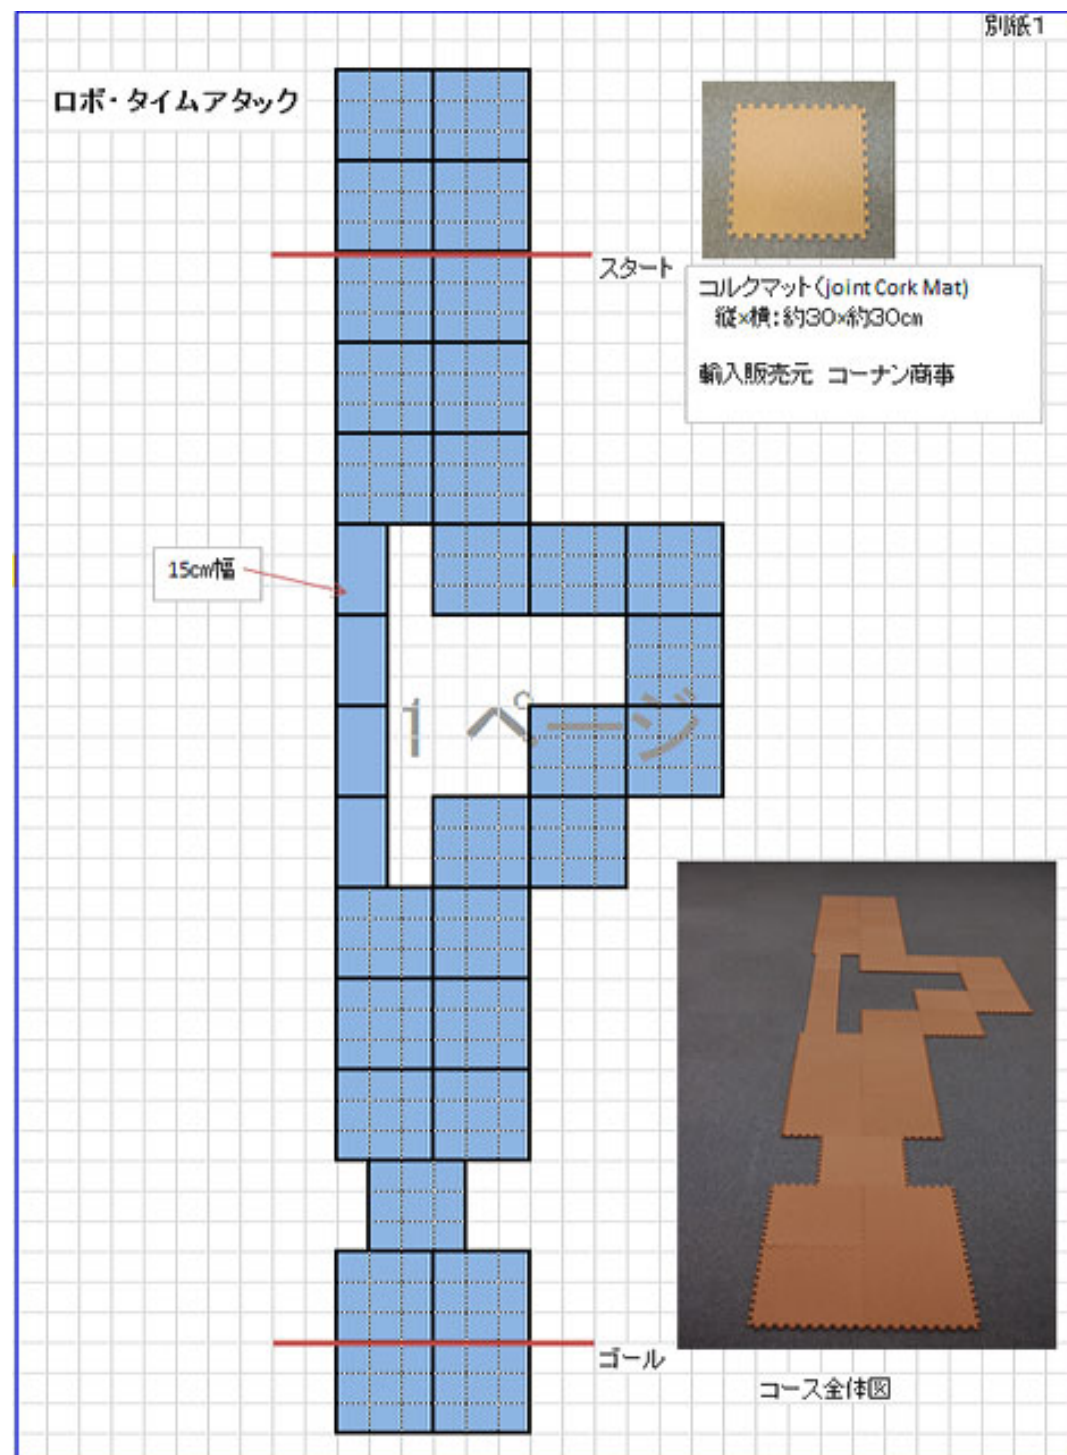 別紙1
ロボ・タイムアタック
スタート
コルクマット(joint Cork Mat)
縦×横:約30×約30cm
輸入販売元 コーナン商事
15cm幅
1 ページ
ゴール
コース全体図